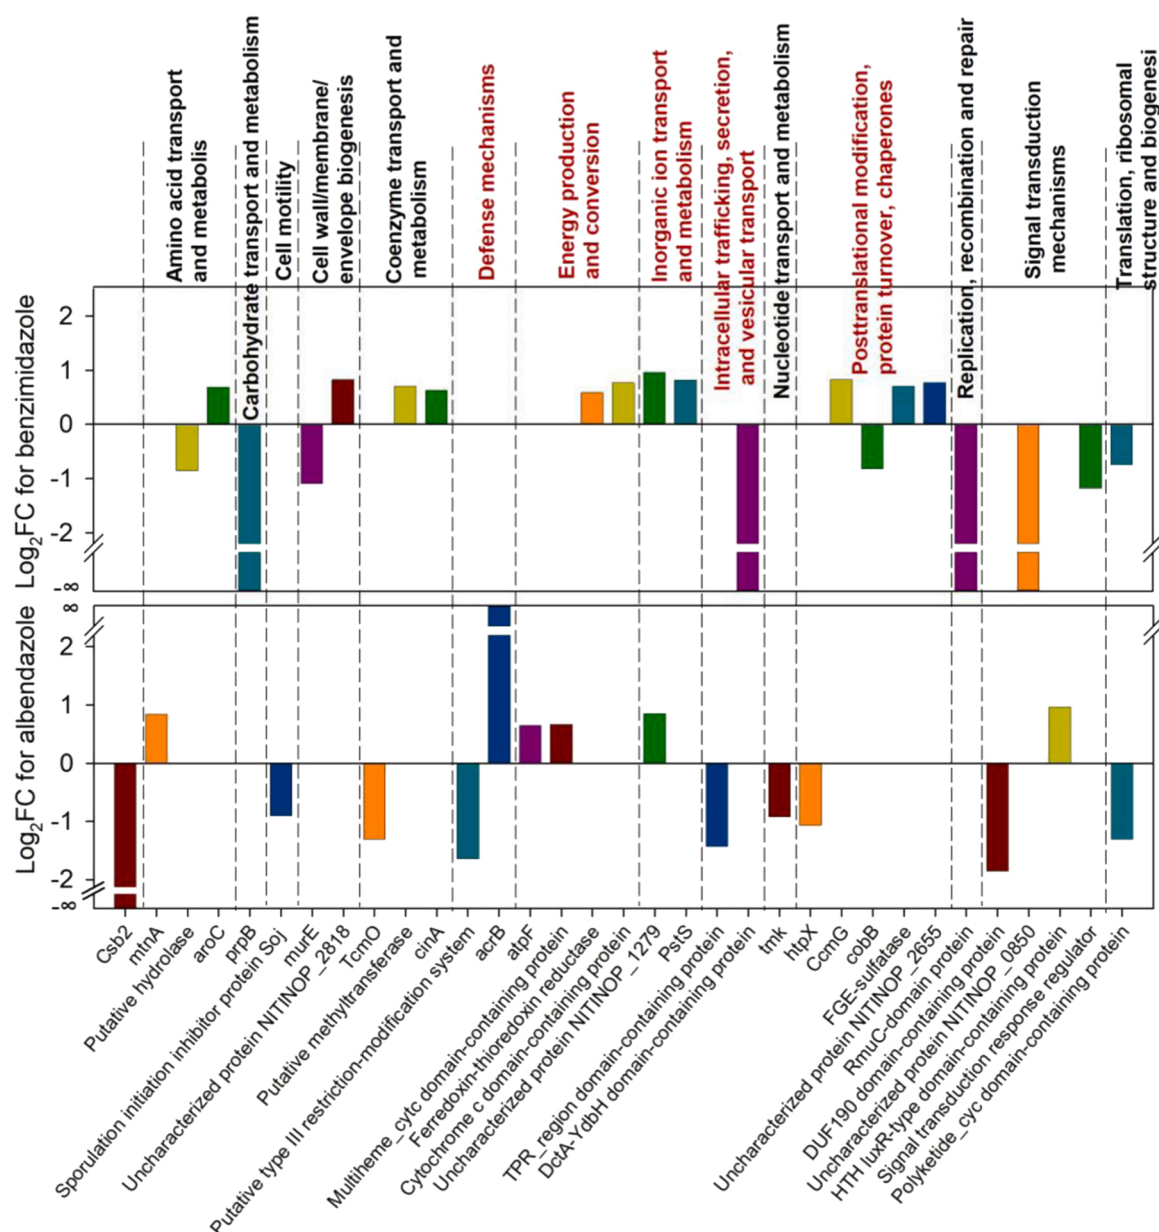 Amino acid transport
and metabolis
Carbohydrate transport and metabolism
Cell motility
Cell wall/membrane/
envelope biogenesis
Coenzyme transport and
metabolism
Defense mechanisms
Energy production
and conversion
Inorganic ion transport
and metabolism
Intracellular trafficking, secretion,
and vesicular transport
Nucleotide transport and metabolism
Posttranslational modification,
protein turnover, chaperones
Replication, recombination and repair
Signal transduction
mechanisms
Translation, ribosomal
structure and biogenesi
Log2FC for benzimidazole
2
1
0
-1
-2
-∞
Log2FC for albendazole
∞
2
1
0
-1
-2
-∞
Csb2
mtnA
Putative hydrolase
aroC
prpB
Sporulation initiation inhibitor protein Soj
murE
Uncharacterized protein NITINOP_2818
TcmO
Putative methyltransferase
cinA
Putative type III restriction-modification system
acrB
atpF
Multiheme_cytc domain-containing protein
Ferredoxin-thioredoxin reductase
Cytochrome c domain-containing protein
Uncharacterized protein NITINOP_1279
PstS
TPR_region domain-containing protein
DctA-YdbH domain-containing protein
tmk
htpX
CcmG
cobB
FGE-sulfatase
Uncharacterized protein NITINOP_2655
RmuC-domain protein
DUF190 domain-containing protein
Uncharacterized protein NITINOP_0850
HTH luxR-type domain-containing protein
Signal transduction response regulator
Polyketide_cyc domain-containing protein